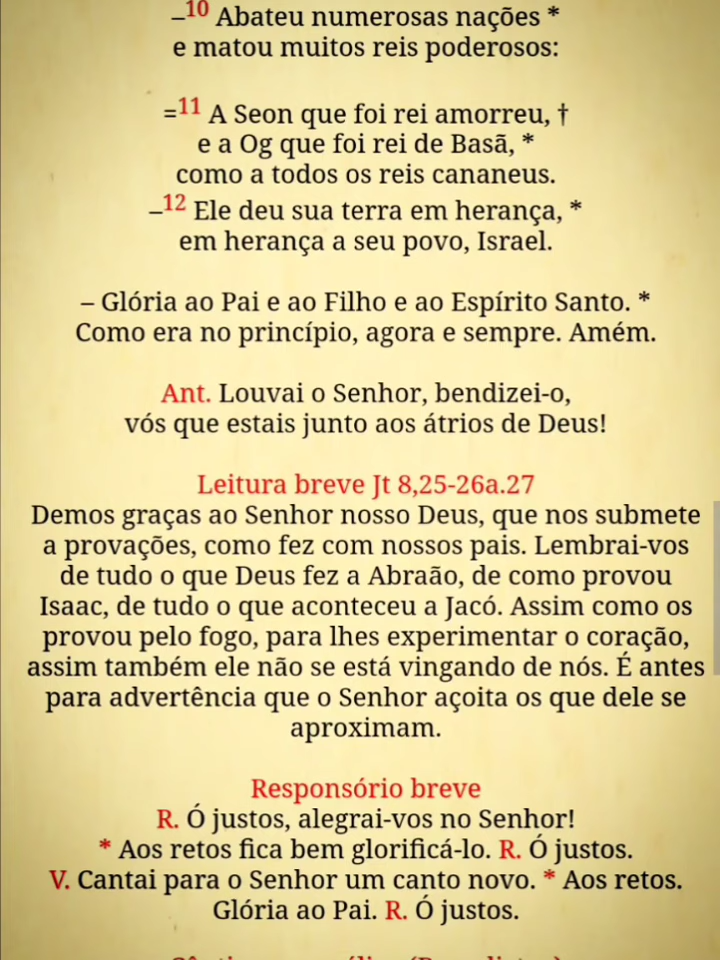 –10 Abateu numerosas nações *
e matou muitos reis poderosos:
=11 A Seon que foi rei amorreu, †
e a Og que foi rei de Basã, *
como a todos os reis cananeus.
–12 Ele deu sua terra em herança, *
em herança a seu povo, Israel.
– Glória ao Pai e ao Filho e ao Espírito Santo. *
Como era no princípio, agora e sempre. Amém.
Ant. Louvai o Senhor, bendizei-o,
vós que estais junto aos átrios de Deus!
Leitura breve Jt 8,25-26a.27
Demos graças ao Senhor nosso Deus, que nos submete
a provações, como fez com nossos pais. Lembrai-vos
de tudo o que Deus fez a Abraão, de como provou
Isaac, de tudo o que aconteceu a Jacó. Assim como os
provou pelo fogo, para lhes experimentar o coração,
assim também ele não se está vingando de nós. É antes
para advertência que o Senhor açoita os que dele se
aproximam.
Responsório breve
R. Ó justos, alegrai-vos no Senhor!
* Aos retos fica bem glorificá-lo. R. Ó justos.
V. Cantai para o Senhor um canto novo. * Aos retos.
Glória ao Pai. R. Ó justos.